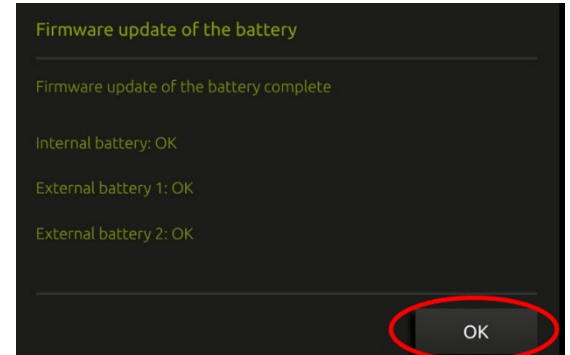 Firmware update of the battery
Firmware update of the battery complete
Internal battery: OK
External battery 1: OK
External battery 2: OK
OK